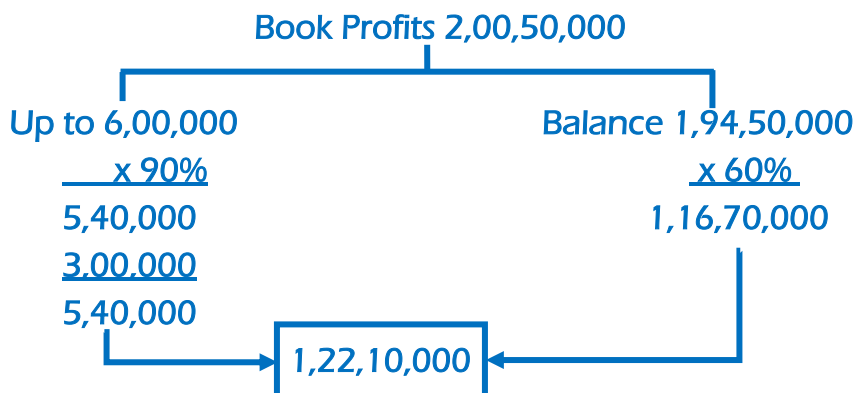 Book Profits 2,00,50,000
Up to 6,00,000
x 90%
5,40,000
3,00,000
5,40,000
Balance 1,94,50,000
x 60%
1,16,70,000
1,22,10,000